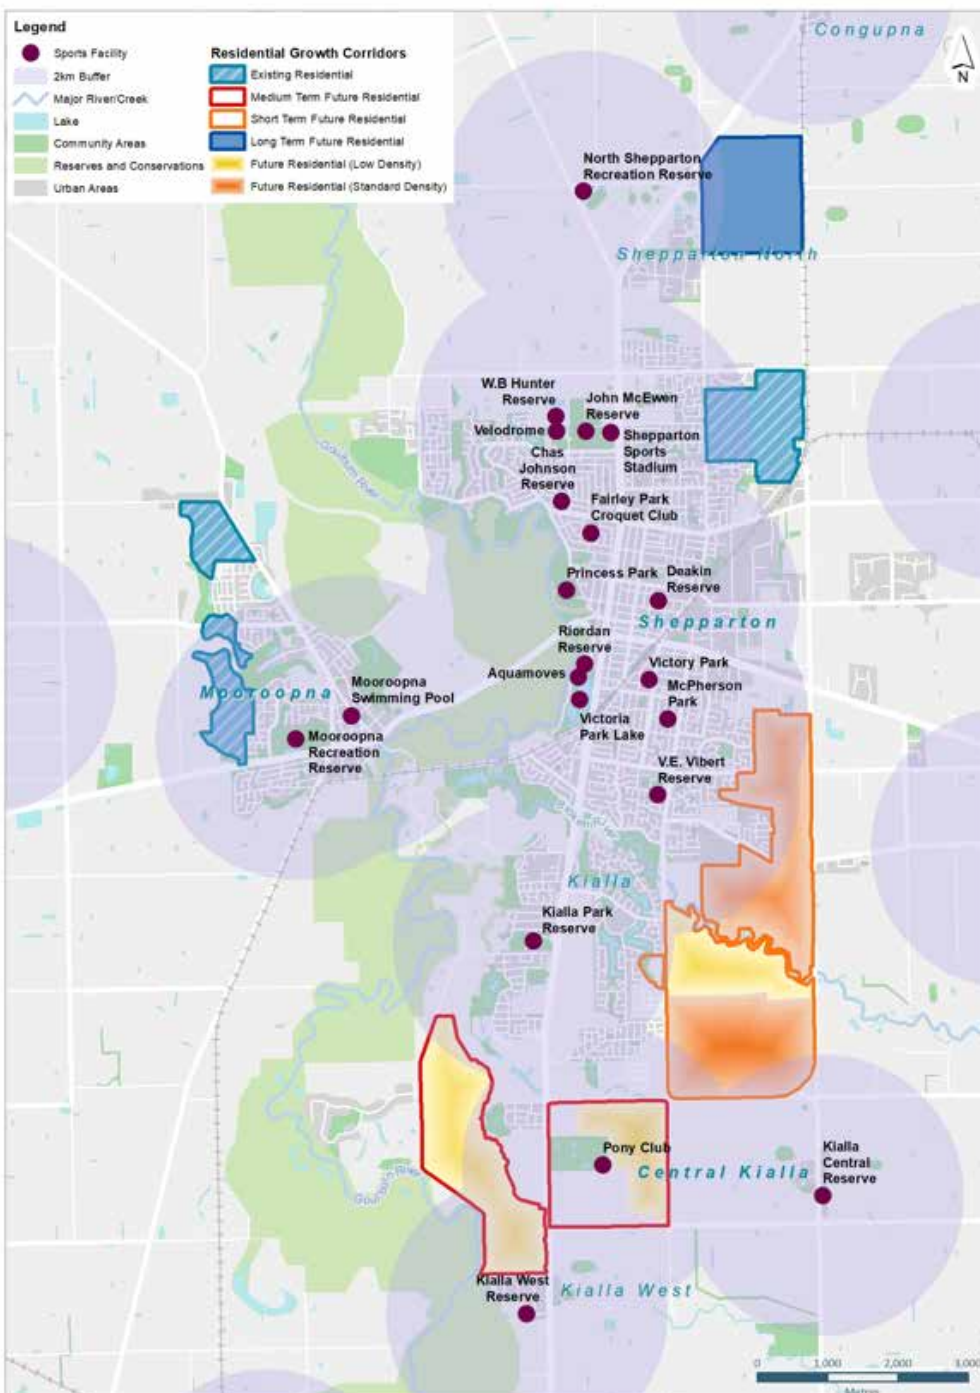 Legend
Sports Facility
2km Buffer
Major River/Creek
Lake
Community Areas
Reserves and Conservations
Urban Areas
Residential Growth Corridors
Existing Residential
Medium Term Future Residential
Short Term Future Residential
Long Term Future Residential
Future Residential (Low Density)
Future Residential (Standard Density)
Congupna
N
North Shepparton
Recreation Reserve
Shepparton North
W.B Hunter
Reserve
John McEwen
Reserve
Velodrome
Shepparton
Sports
Stadium
Chas
Johnson
Reserve
Goulburn River
Fairley Park
Croquet Club
Princess Park
Deakin
Reserve
Shepparton
Riordan
Reserve
Aquamoves
Victory Park
McPherson
Park
Mooroopna
Mooroopna
Swimming Pool
Victoria
Park Lake
Mooroopna
Recreation
Reserve
V.E. Vibert
Reserve
Kialla
Kialla Park
Reserve
Pony Club
Central Kialla
Kialla
Central
Reserve
Goulburn River
Kialla West
Reserve
Kialla West
0
1,000
2,000
3,000
Metres